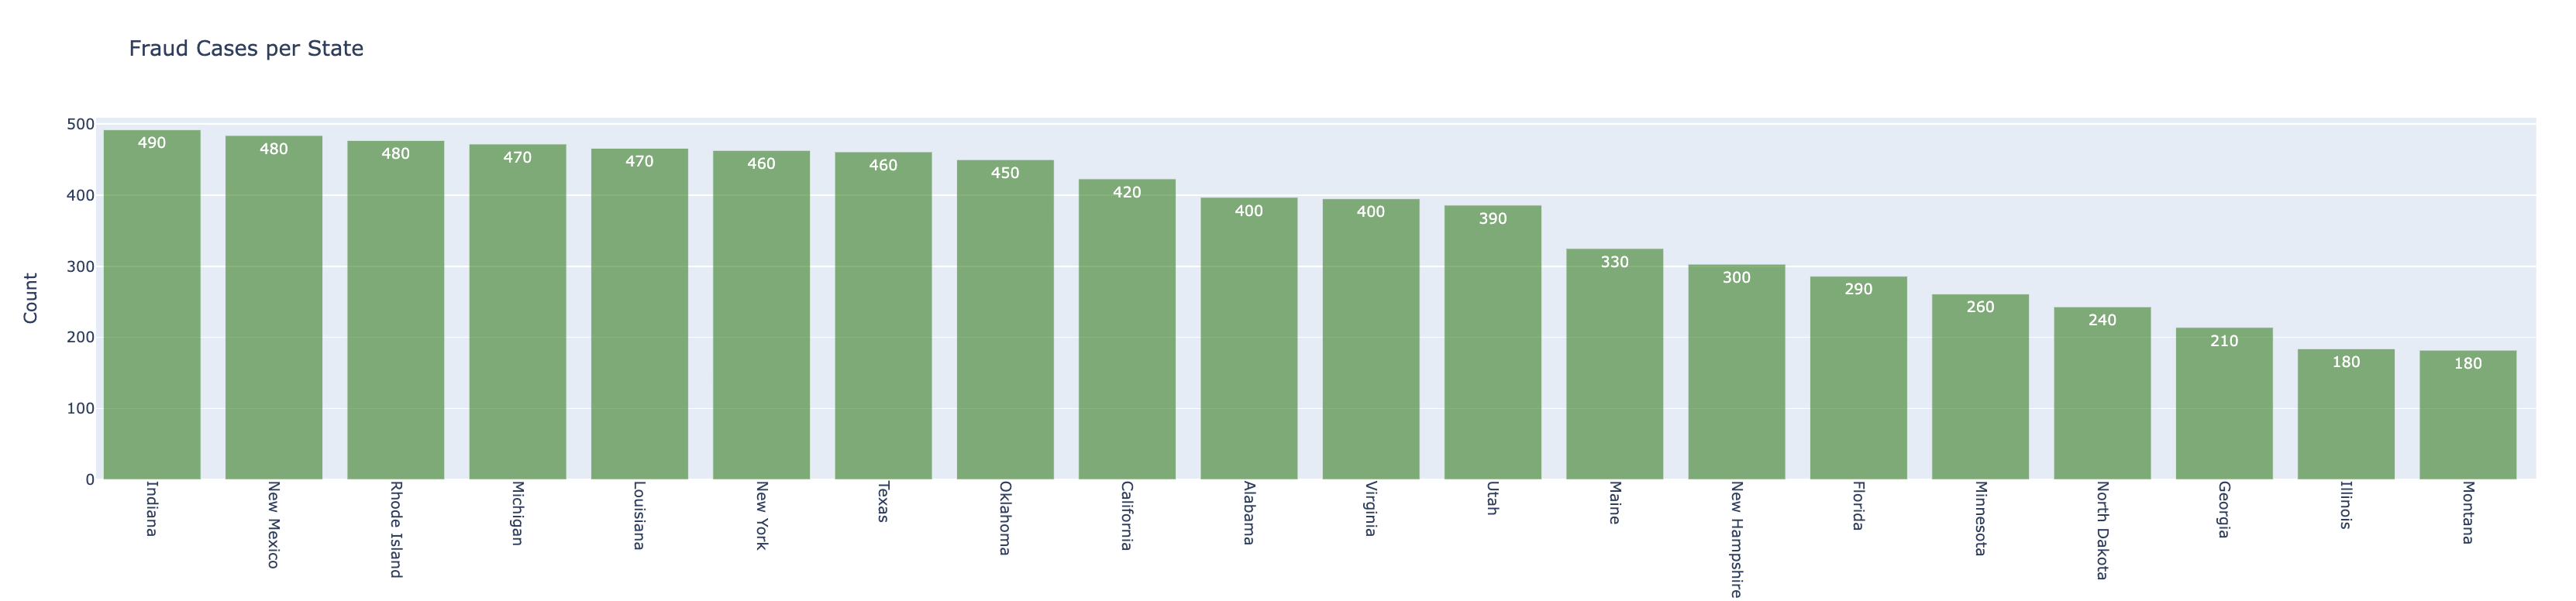 Fraud Cases per State
Count
500
400
300
200
100
0
490
480
480
470
470
460
460
450
420
400
400
390
330
300
290
260
240
210
180
180
Indiana
New Mexico
Rhode Island
Michigan
Louisiana
New York
Texas
Oklahoma
California
Alabama
Virginia
Utah
Maine
New Hampshire
Florida
Minnesota
North Dakota
Georgia
Illinois
Montana